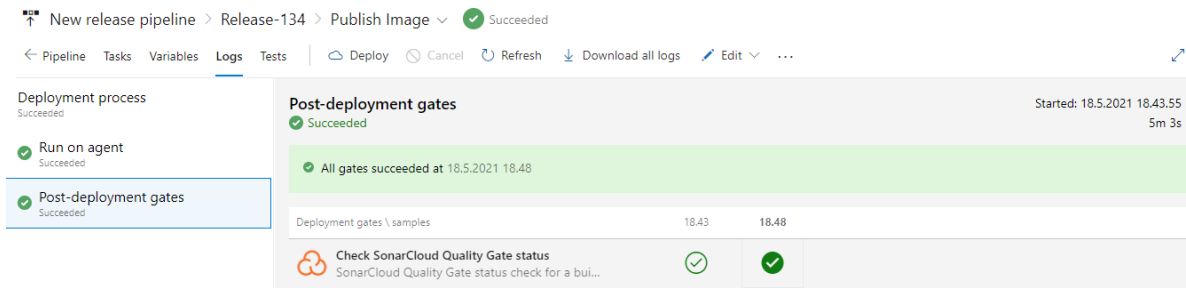 New release pipeline > Release-134 > Publish Image Succeeded
Pipeline Tasks Variables Logs Tests Deploy Cancel Refresh Download all logs Edit ...
Deployment process
Succeeded
Run on agent
Succeeded
Post-deployment gates
Succeeded
Post-deployment gates
Succeeded
Started: 18.5.2021 18.43.55
5m 3s
All gates succeeded at 18.5.2021 18.48
Deployment gates \ samples 18.43 18.48
Check SonarCloud Quality Gate status
SonarCloud Quality Gate status check for a bui...